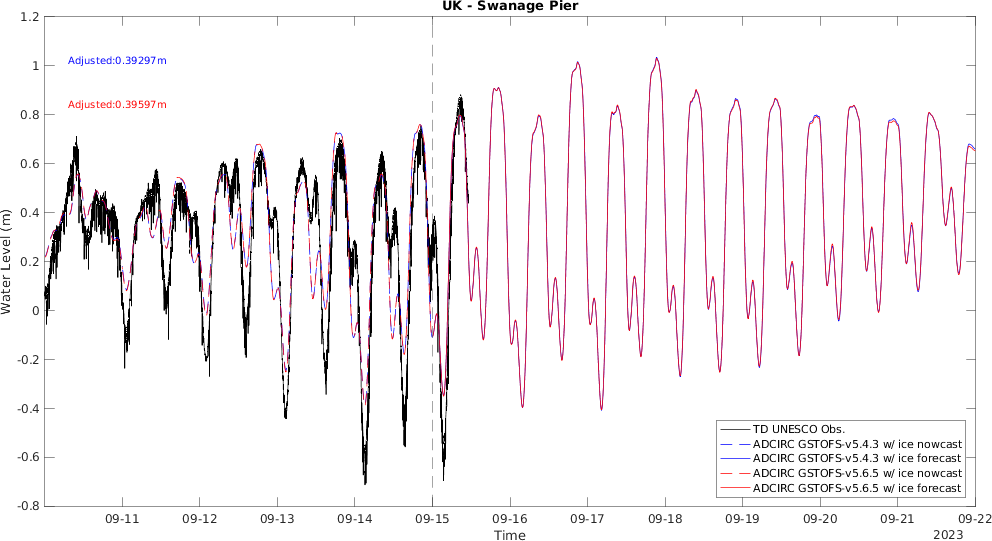 UK - Swanage Pier
1.2
1
0.8
0.6
0.4
0.2
0
-0.2
-0.4
-0.6
-0.8
Water Level (m)
Adjusted:0.39297m
Adjusted:0.39597m
TD UNESCO Obs.
ADCIRC GSTOFS-v5.4.3 w/ ice nowcast
ADCIRC GSTOFS-v5.4.3 w/ ice forecast
ADCIRC GSTOFS-v5.6.5 w/ ice nowcast
ADCIRC GSTOFS-v5.6.5 w/ ice forecast
09-11 09-12 09-13 09-14 09-15 09-16 09-17 09-18 09-19 09-20 09-21 09-22
Time
2023